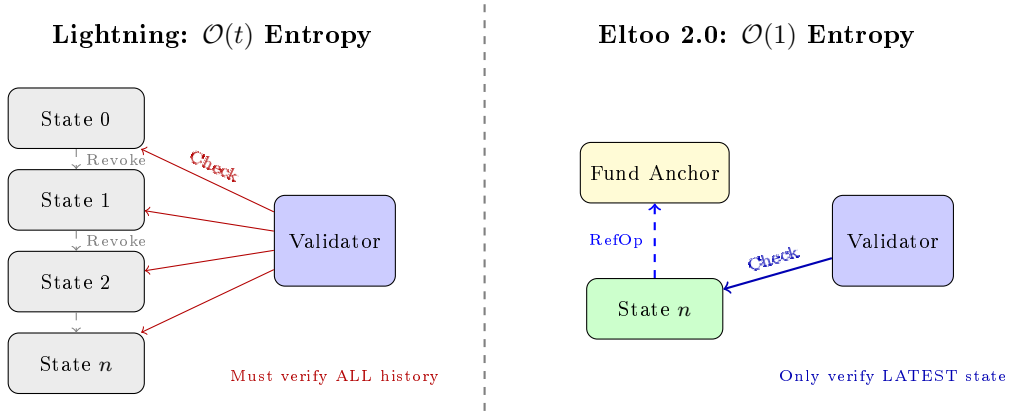 Lightning: O(t) Entropy
State 0
Revoke
Check
State 1
Revoke
State 2
State n
Validator
Must verify ALL history
Eltoo 2.0: O(1) Entropy
Fund Anchor
RefOp
Check
Validator
State n
Only verify LATEST state